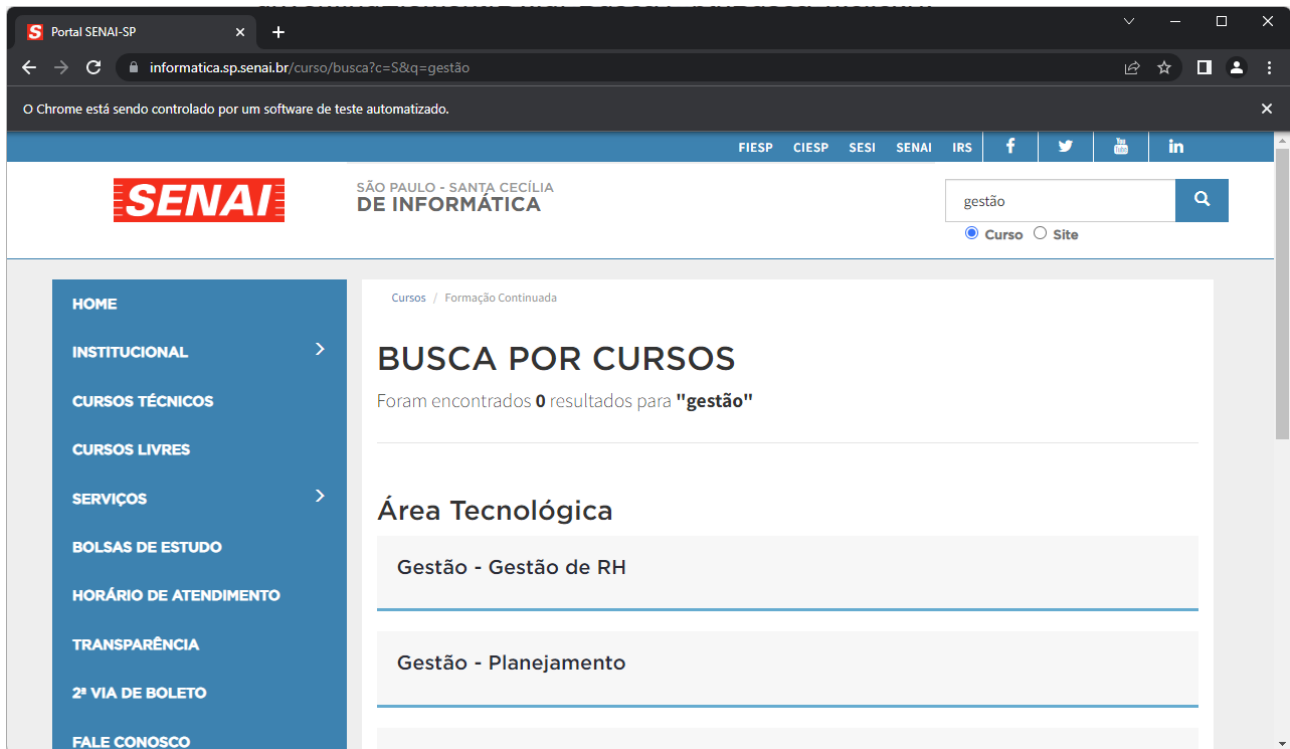 Portal SENAI-SP
informatica.sp.senai.br/curso/busca?c=S&q=gestão
O Chrome está sendo controlado por um software de teste automatizado.
FIESP CIESP SESI SENAI IRS f You Tube in
SENAI
SÃO PAULO - SANTA CECÍLIA
DE INFORMÁTICA
gestão
Curso Site
HOME
INSTITUCIONAL
CURSOS TÉCNICOS
CURSOS LIVRES
SERVIÇOS
BOLSAS DE ESTUDO
HORÁRIO DE ATENDIMENTO
TRANSPARÊNCIA
2ª VIA DE BOLETO
FALE CONOSCO
Cursos / Formação Continuada
BUSCA POR CURSOS
Foram encontrados 0 resultados para "gestão"
Área Tecnológica
Gestão - Gestão de RH
Gestão - Planejamento